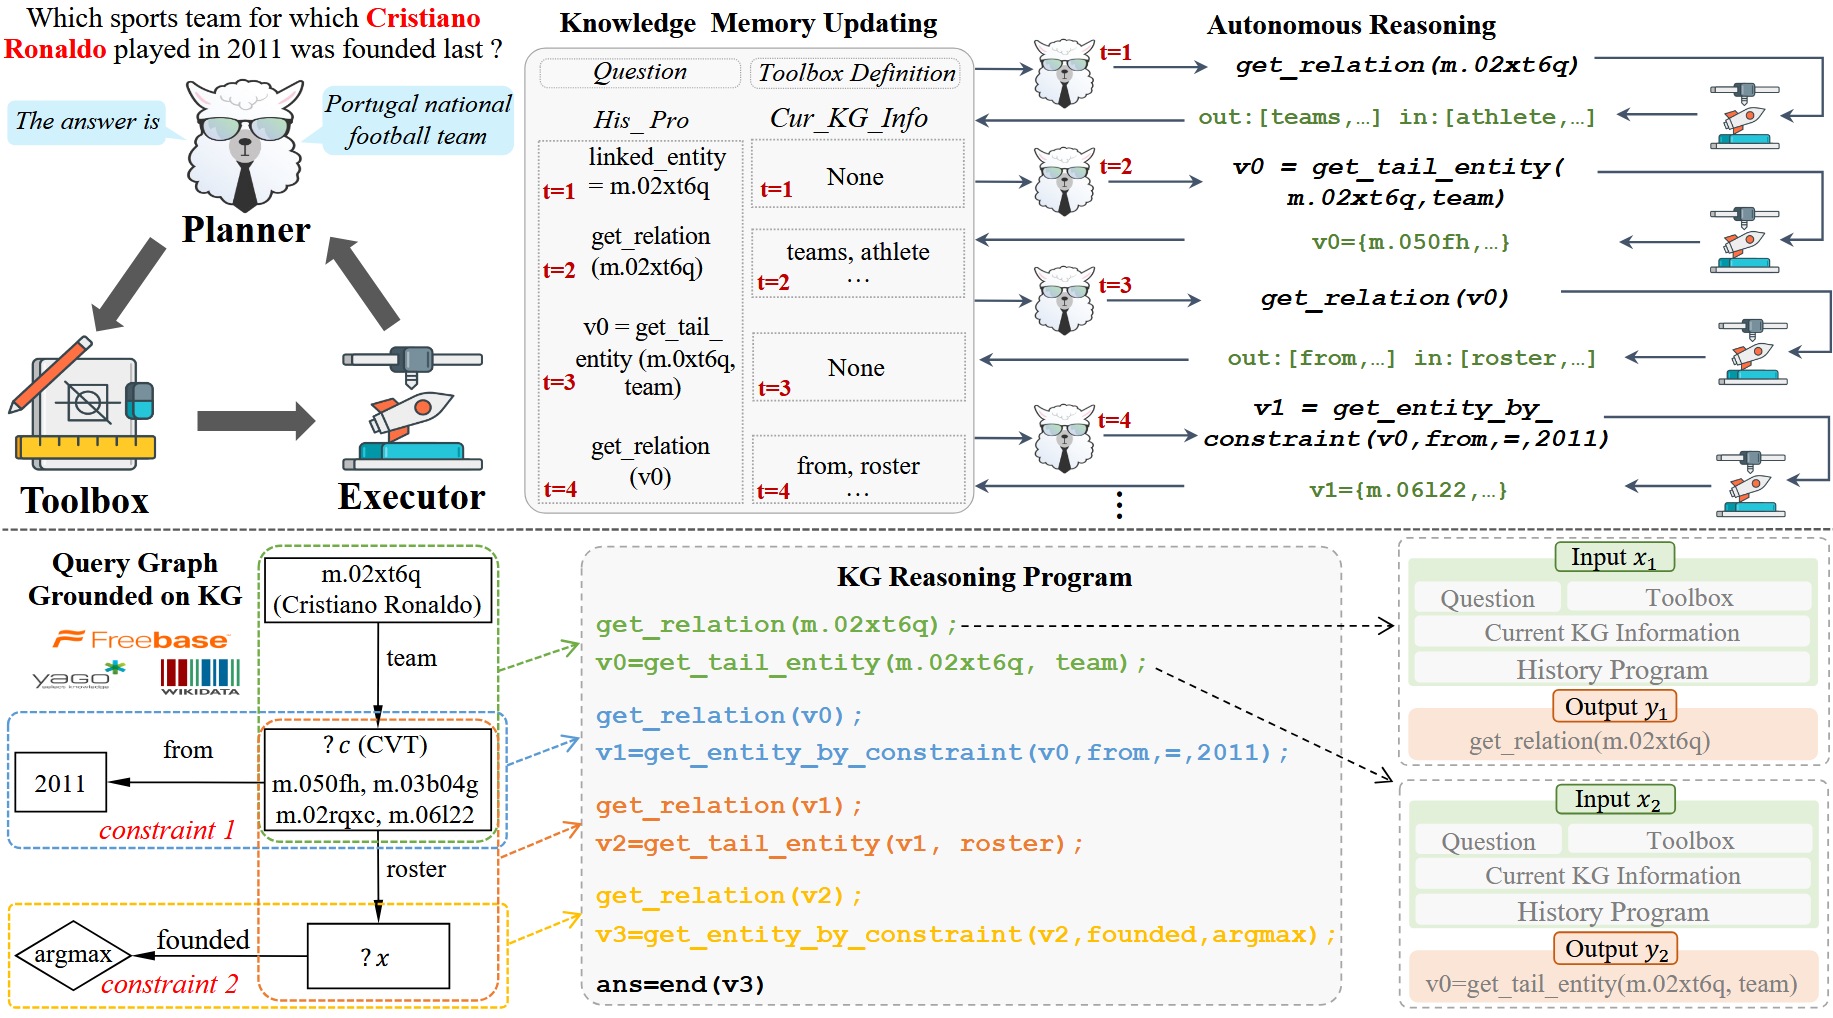 Which sports team for which Cristiano
Ronaldo played in 2011 was founded last ?
The answer is
Portugal national
football team
Planner
Toolbox
Executor
Knowledge Memory Updating
Question
Toolbox Definition
His_ Pro
Cur_KG_Info
linked_entity
= m.02xt6q
t=1
t=1
None
get_relation
(m.02xt6q)
t=2
teams, athlete
...
t=2
v0 = get_tail_
entity (m.0xt6q,
team)
t=3
None
t=3
get_relation
(v0)
t=4
from, roster
...
t=4
Autonomous Reasoning
t=1
get_relation(m.02xt6q)
out:[teams,...] in:[athlete,...]
t=2
v0 = get_tail_entity(
m.02xt6q,team)
v0={m.050fh,...}
t=3
get_relation(v0)
out:[from,...] in:[roster,...]
t=4
v1 = get_entity_by_
constraint(v0,from,=,2011)
v1={m.06l22,...}
Query Graph
Grounded on KG
Freebase
yago
select knowledge
WIKIDATA
m.02xt6q
(Cristiano Ronaldo)
team
from
2011
constraint 1
? c (CVT)
m.050fh, m.03b04g
m.02rqxc, m.06l22
roster
founded
argmax
constraint 2
? x
KG Reasoning Program
get_relation(m.02xt6q);
v0=get_tail_entity(m.02xt6q, team);
get_relation(v0);
v1=get_entity_by_constraint(v0,from,=,2011);
get_relation(v1);
v2=get_tail_entity(v1, roster);
get_relation(v2);
v3=get_entity_by_constraint(v2,founded,argmax);
ans=end(v3)
Input x1
Question
Toolbox
Current KG Information
History Program
Output y1
get_relation(m.02xt6q)
Input x2
Question
Toolbox
Current KG Information
History Program
Output y2
v0=get_tail_entity(m.02xt6q, team)